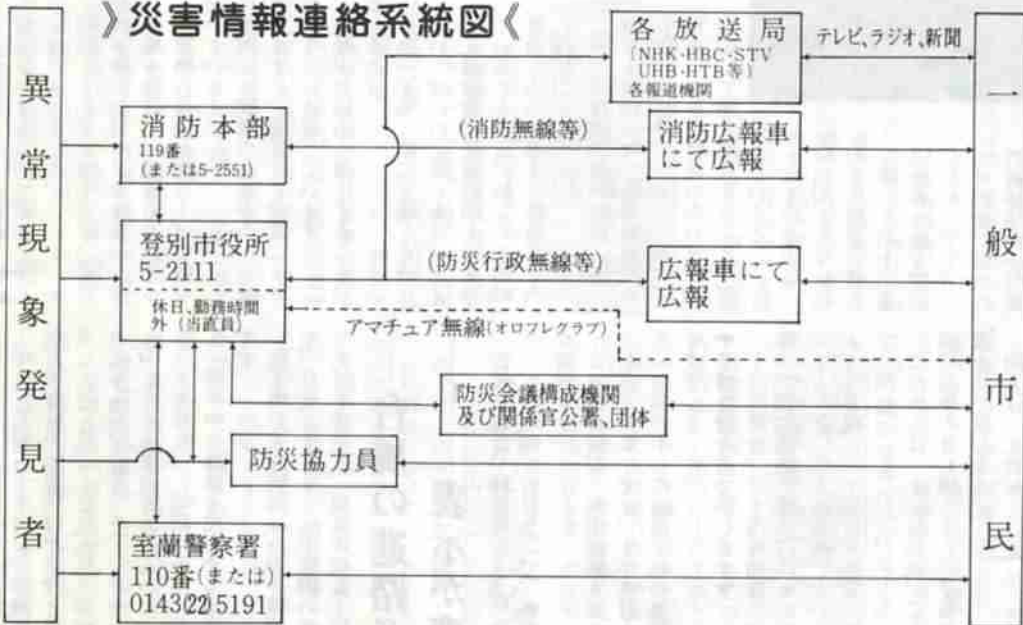 》災害情報連絡系統図《
異常現象発見者
各放送局
(NHK・HBC・STV
UHB・HTB等)
各報道機関
テレビ、ラジオ、新聞
一般市民
消防本部
119番
(または5-2551)
(消防無線等)
消防広報車
にて広報
登別市役所
5-2111
休日、勤務時間
外(当直員)
(防災行政無線等)
広報車にて
広報
アマチュア無線(オロフレクラブ)
防災会議構成機関
及び関係官公署、団体
防災協力員
室蘭警察署
110番(または)
0143(22)5191